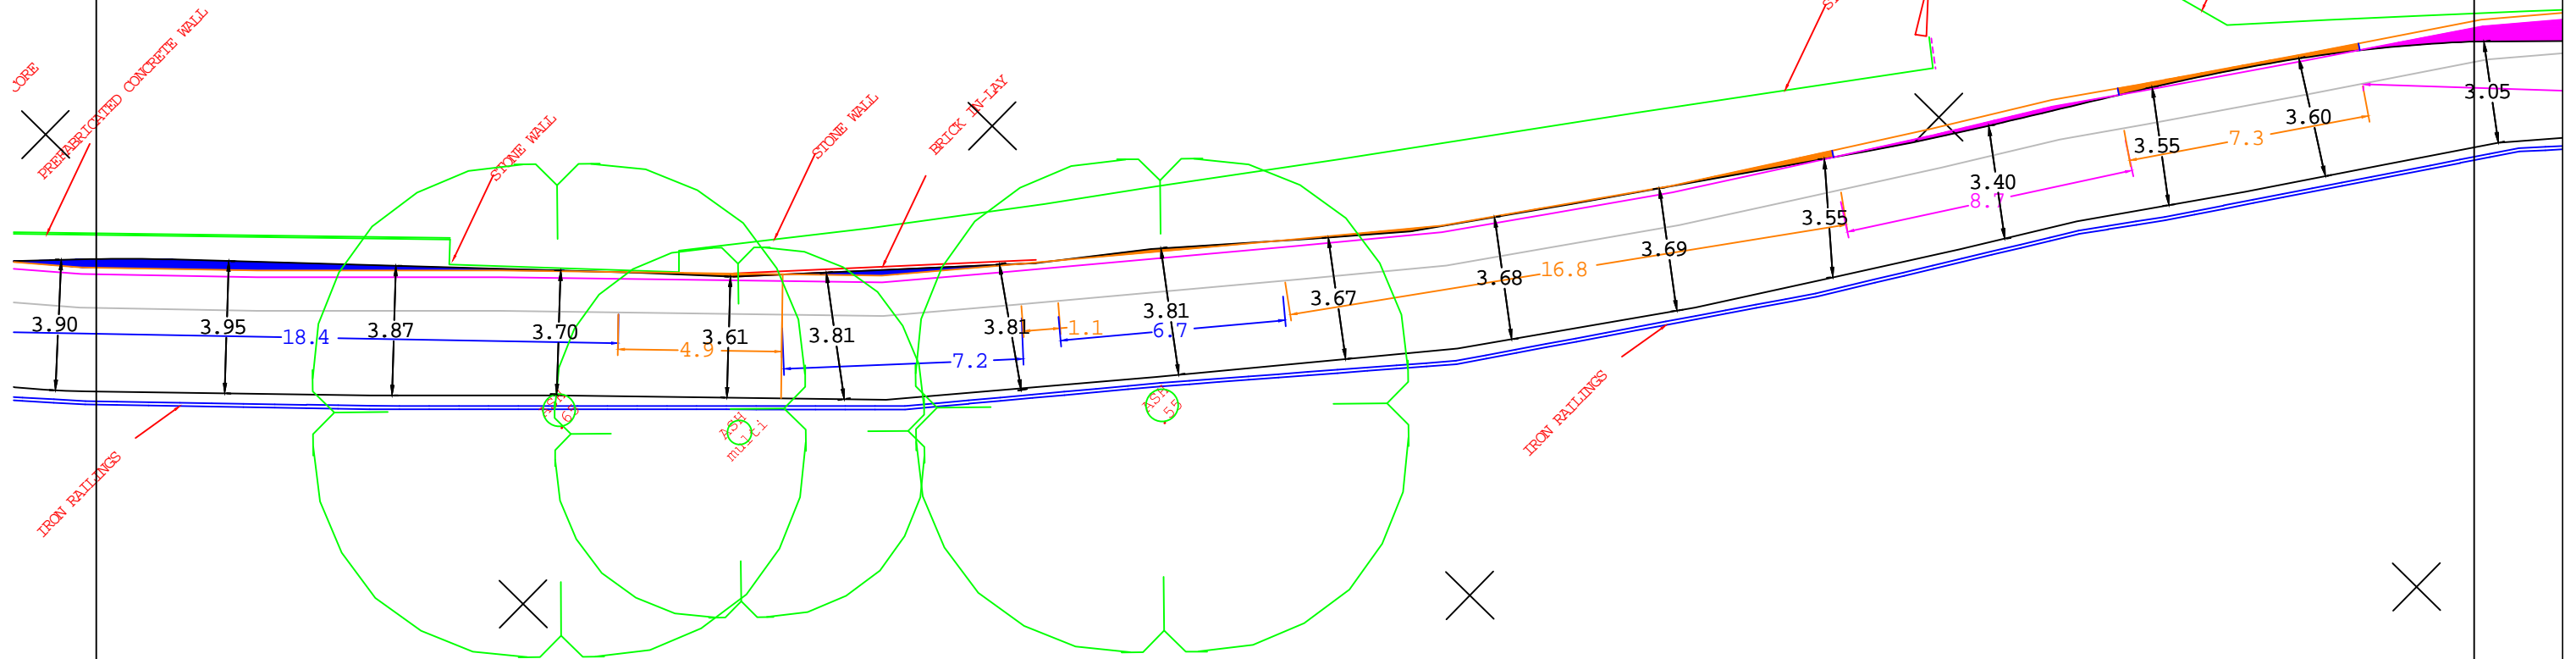 PREFABRICATED CONCRETE WALL
STONE WALL
STONE WALL
BRICK IN-LAY
3.90
3.95
3.87
3.70
3.61
3.81
3.81
3.81
3.67
3.68
3.69
3.55
3.40
3.55
3.60
3.05
18.4
4.9
7.2
1.1
6.7
16.8
7.3
ASH
ASH
multi
ASH
.55
IRON RAILINGS
IRON RAILINGS